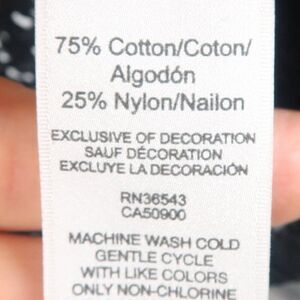 75% Cotton/Coton/
Algodón
25% Nylon/Nailon
EXCLUSIVE OF DECORATION
SAUF DÉCORATION
EXCLUYE LA DECORACIÓN
RN36543
CA50900
MACHINE WASH COLD
GENTLE CYCLE
WITH LIKE COLORS
ONLY NON-CHLORINE